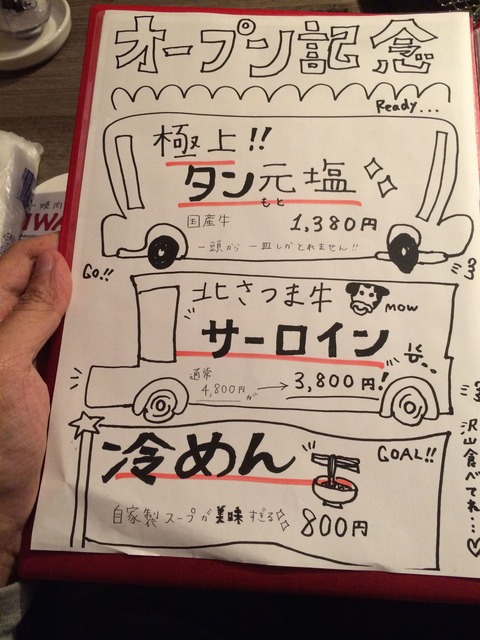 オープン記念
Ready...
極上!!
タン元塩
もと
国産牛 1,380円
一頭から 一皿しかとれません!!
GO!!
北さつま牛 MOW
サーロイン
通常
4,800円が → 3,800円!
冷めん GOAL!!
自家製スープが美味すぎる 800円
沢山食べてれ...♡
焼肉